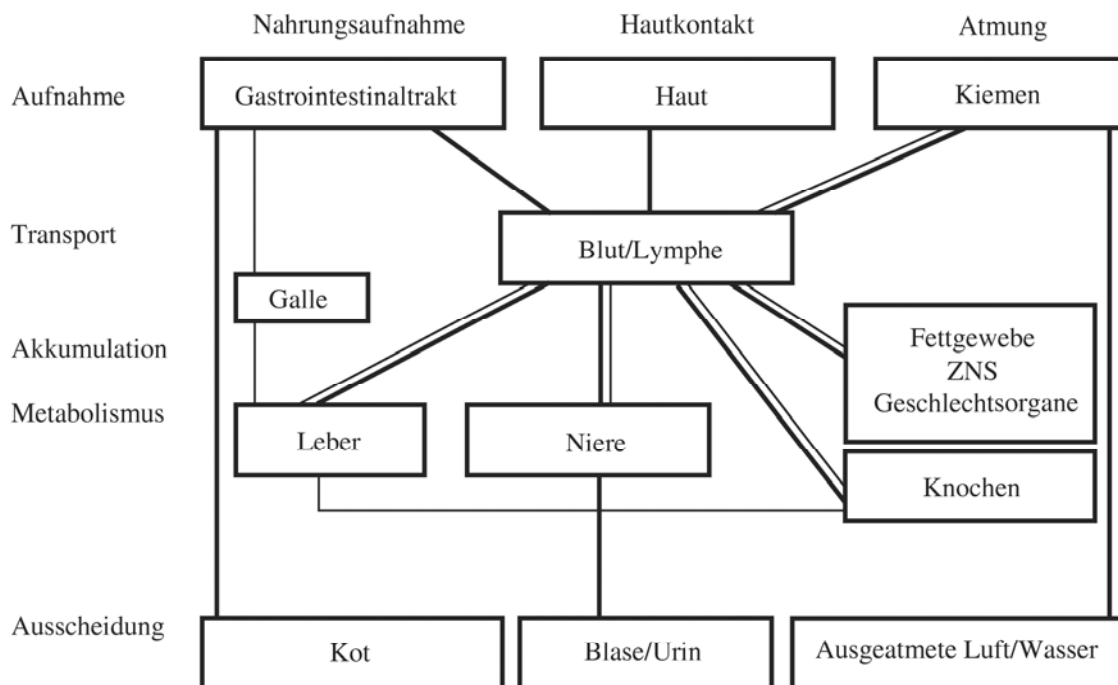 Nahrungsaufnahme Hautkontakt Atmung
Aufnahme Gastrointestinaltrakt Haut Kiemen
Transport Blut/Lymphe
Galle
Akkumulation Fettgewebe
ZNS
Metabolismus Geschlechtsorgane
Leber Niere
Knochen
Ausscheidung
Kot Blase/Urin Ausgeatmete Luft/Wasser